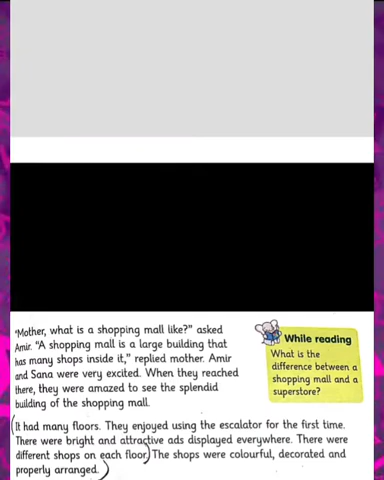 "Mother, what is a shopping mall like?" asked
Amir. "A shopping mall is a large building that
has many shops inside it," replied mother. Amir
and Sana were very excited. When they reached
there, they were amazed to see the splendid
building of the shopping mall.
While reading
What is the
difference between a
shopping mall and a
superstore?
(It had many floors. They enjoyed using the escalator for the first time.
There were bright and attractive ads displayed everywhere. There were
different shops on each floor.) The shops were colourful, decorated and
properly arranged.)